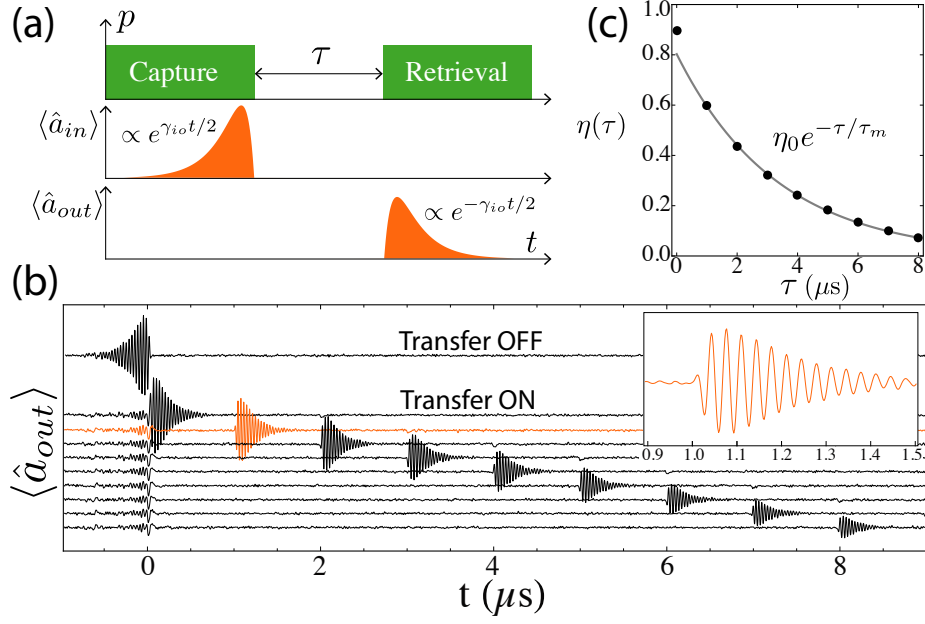 (a)
p
Capture
τ
Retrieval
⟨â_in⟩
∝ e^{γ_io t/2}
⟨â_out⟩
∝ e^{-γ_io t/2}
t
(c)
1.0
0.8
0.6
0.4
0.2
0.0
η(τ)
η_0 e^{-τ/τ_m}
0 2 4 6 8
τ (μs)
(b)
⟨â_out⟩
Transfer OFF
Transfer ON
0.9 1.0 1.1 1.2 1.3 1.4 1.5
0 2 4 6 8
t (μs)